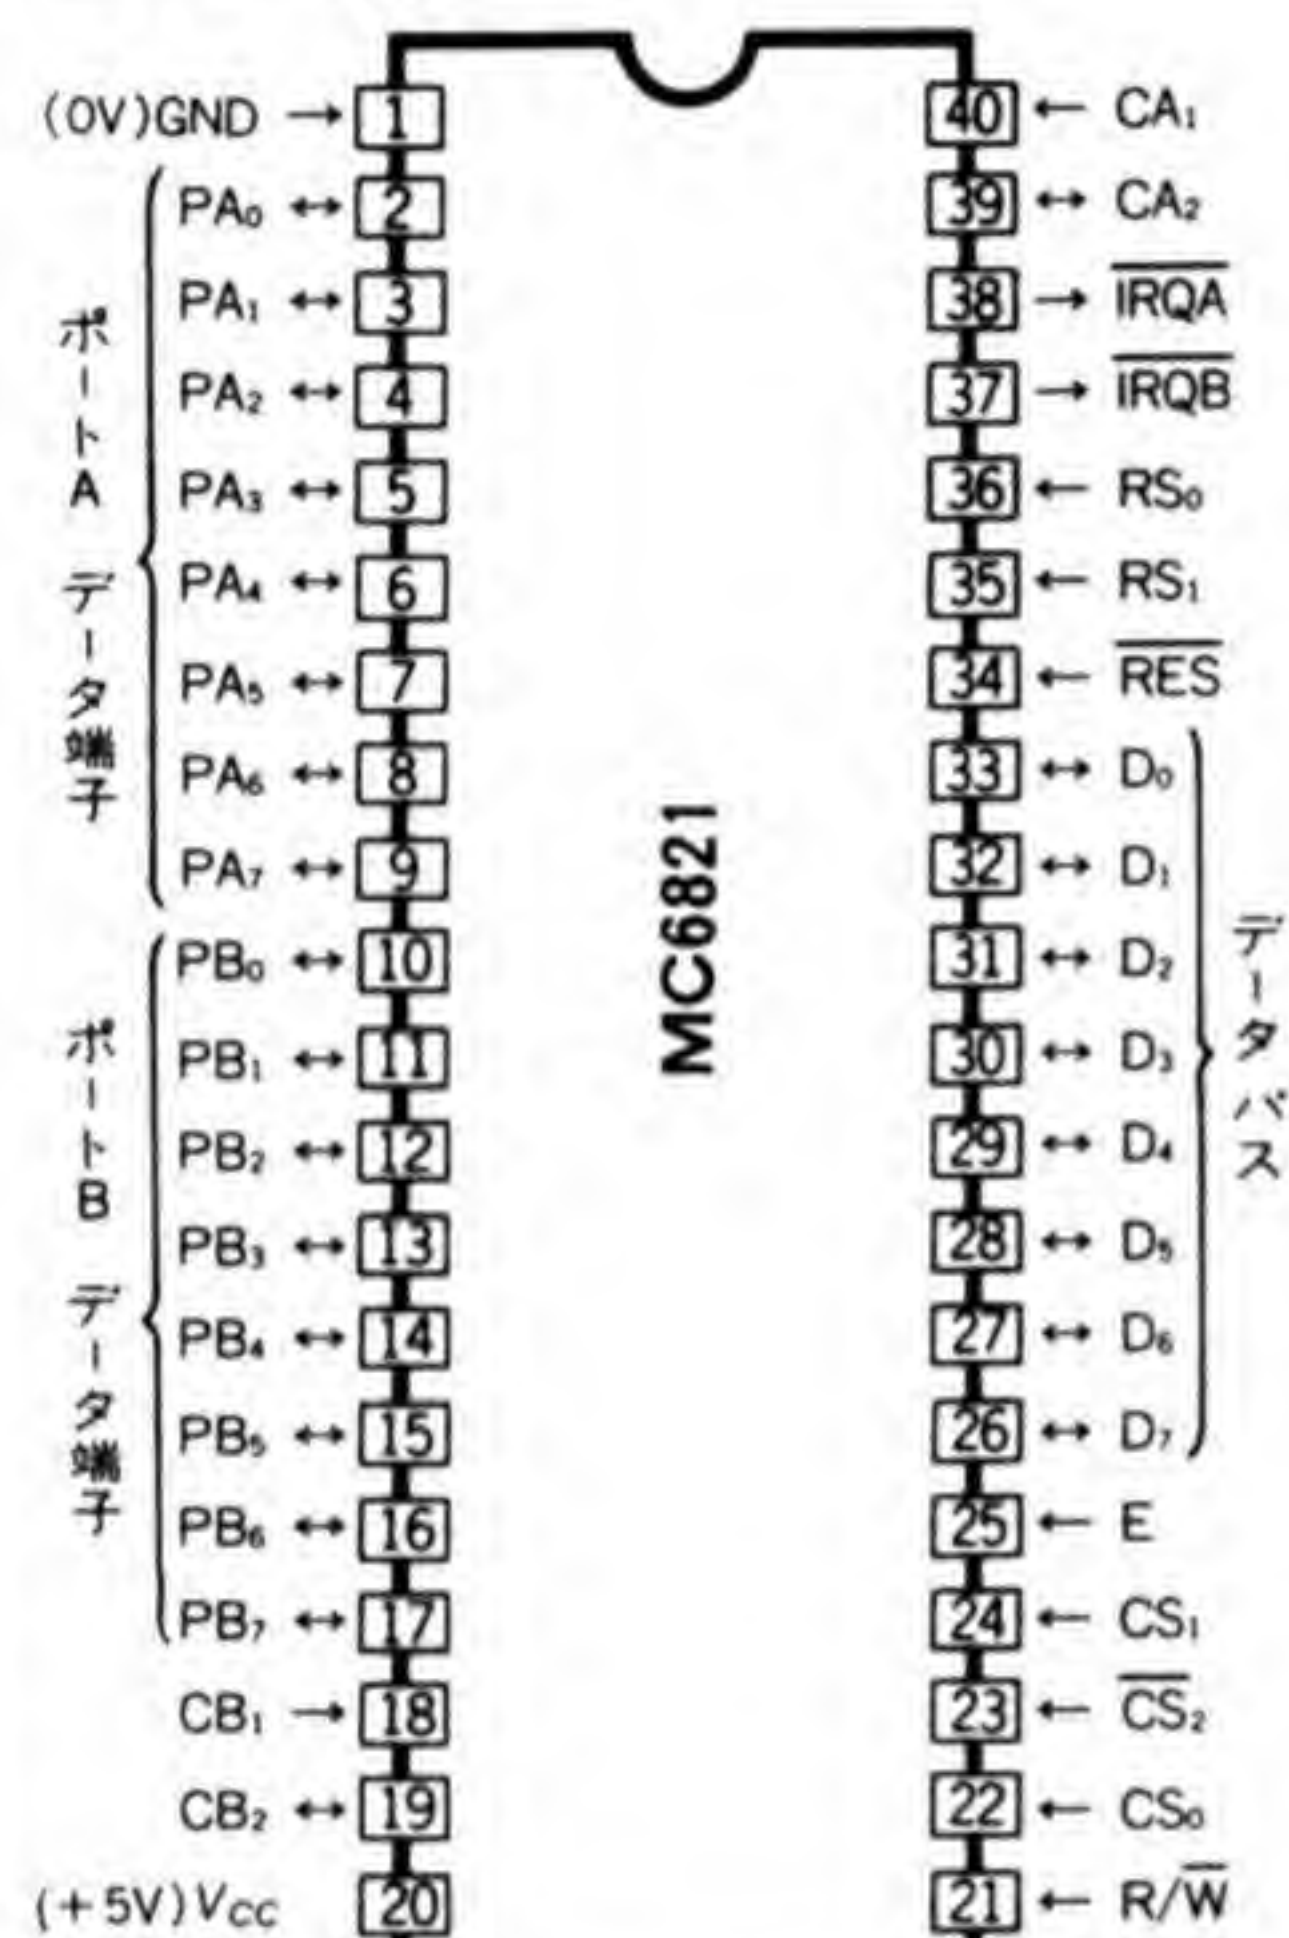 (0V)GND → 1
PA₀ ↔ 2
PA₁ ↔ 3
PA₂ ↔ 4
PA₃ ↔ 5
PA₄ ↔ 6
PA₅ ↔ 7
PA₆ ↔ 8
PA₇ ↔ 9
PB₀ ↔ 10
PB₁ ↔ 11
PB₂ ↔ 12
PB₃ ↔ 13
PB₄ ↔ 14
PB₅ ↔ 15
PB₆ ↔ 16
PB₇ ↔ 17
CB₁ → 18
CB₂ ↔ 19
(+5V)Vcc 20
ポートA データ端子
ポートB データ端子
MC6821
40 ← CA₁
39 ↔ CA₂
38 → I̅R̅Q̅A̅
37 → I̅R̅Q̅B̅
36 ← RS₀
35 ← RS₁
34 ← R̅E̅S̅
33 ↔ D₀
32 ↔ D₁
31 ↔ D₂
30 ↔ D₃
29 ↔ D₄
28 ↔ D₅
27 ↔ D₆
26 ↔ D₇
25 ← E
24 ← CS₁
23 ← C̅S̅₂
22 ← CS₀
21 ← R/W̅
データバス